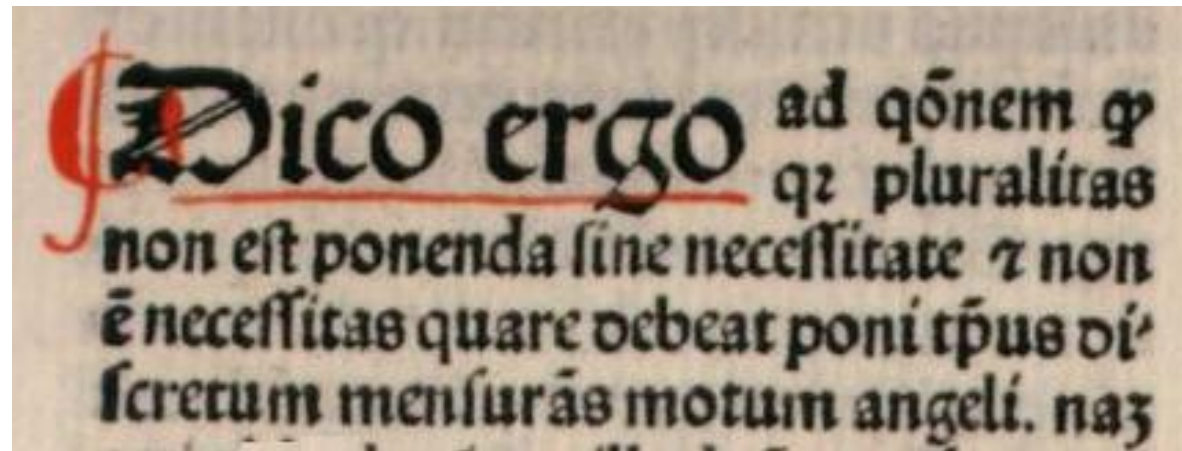 Dico ergo ad qōnem ꝙ
qꝛ pluralitas
non eſt ponenda ſine neceſſitate ⁊ non
ē neceſſitas quare debeat poni tp̄us di-
ſcretum menſurās motum angeli. naꝫ